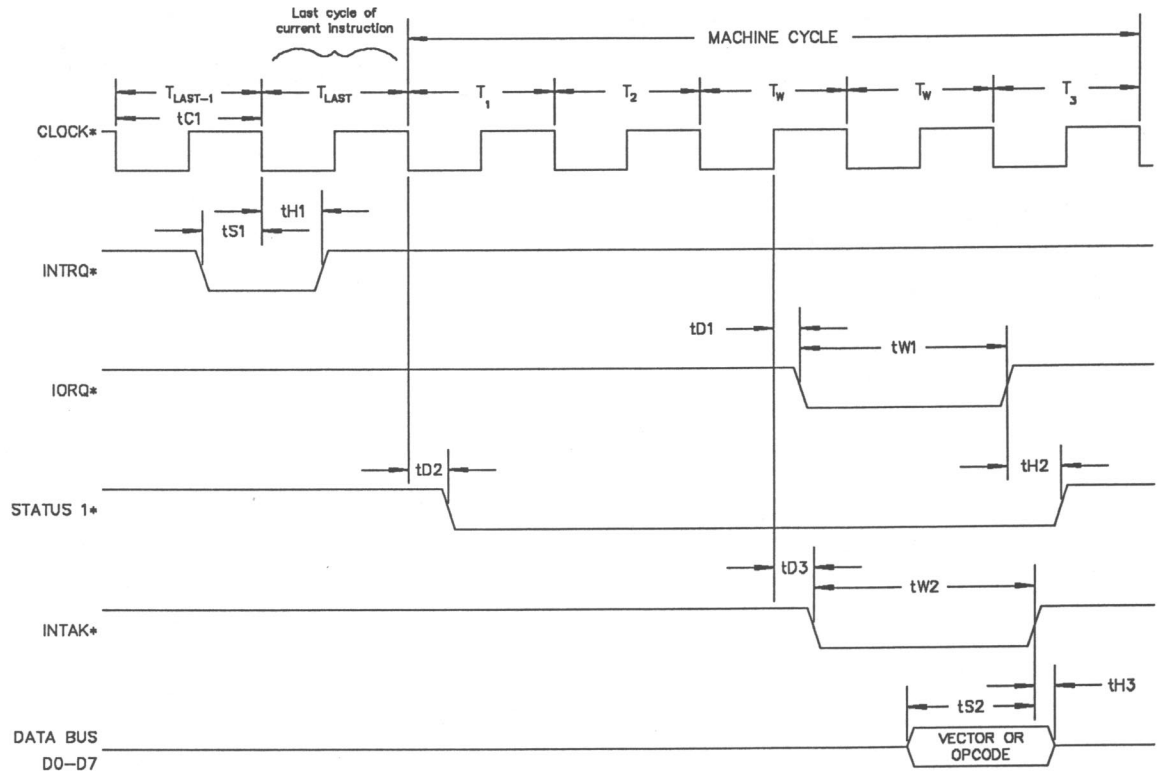 Last cycle of
current instruction
MACHINE CYCLE
TLAST-1
TLAST
T1
T2
TW
TW
T3
tC1
CLOCK*
tH1
tS1
INTRQ*
tD1
tW1
IORQ*
tD2
tH2
STATUS 1*
tD3
tW2
INTAK*
tH3
tS2
DATA BUS
D0-D7
VECTOR OR
OPCODE